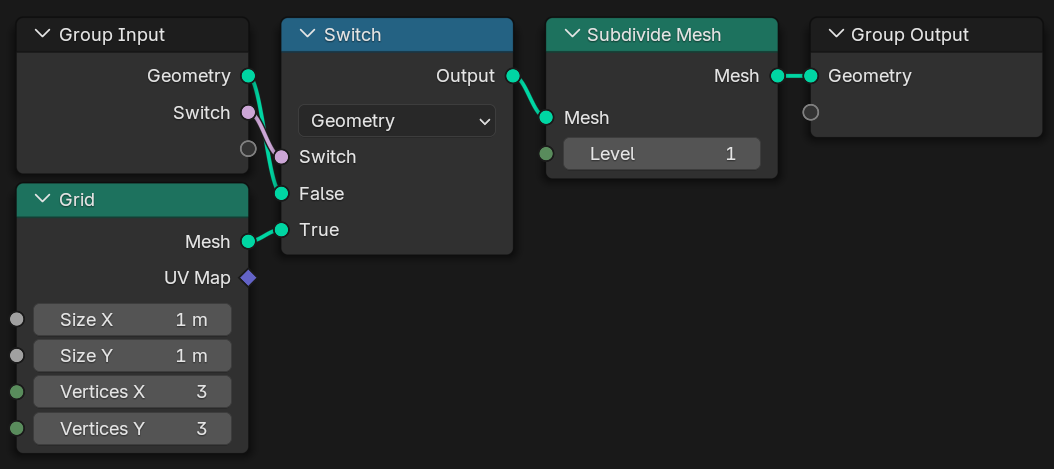 Group Input
Geometry
Switch
Grid
Mesh
UV Map
Size X 1 m
Size Y 1 m
Vertices X 3
Vertices Y 3
Switch
Output
Geometry
Switch
False
True
Subdivide Mesh
Mesh
Mesh
Level 1
Group Output
Geometry